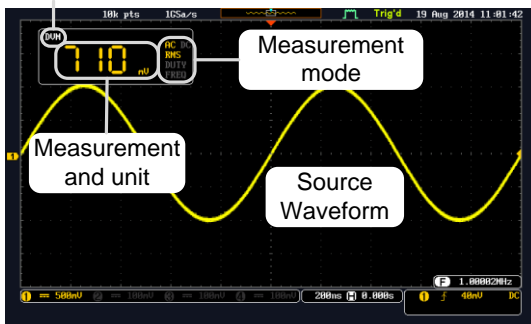 10k pts 1GSa/s Trig'd 19 Aug 2014 11:01:42
DVM
710 mV
AC DC
RMS
DUTY
FREQ
Measurement
mode
Measurement
and unit
Source
Waveform
1
F 1.00002MHz
1 == 500mV 2 == 100mV 3 == 100mV 4 == 100mV 200ns H 0.000s 1 f 40mV DC